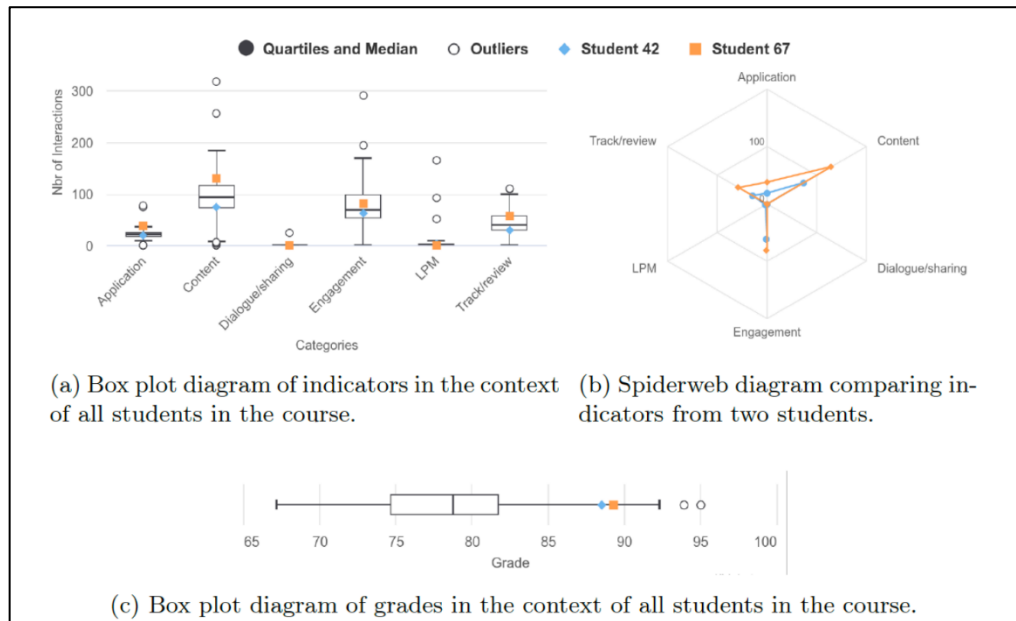 Quartiles and Median Outliers Student 42 Student 67
Nbr of Interactions
300
200
100
0
Application
Content
Dialogue/sharing
Engagement
LPM
Track/review
Categories
Application
Track/review
100
Content
LPM
Dialogue/sharing
Engagement
(a) Box plot diagram of indicators in the context
of all students in the course.
(b) Spiderweb diagram comparing in-
dicators from two students.
65 70 75 80 85 90 95 100
Grade
(c) Box plot diagram of grades in the context of all students in the course.